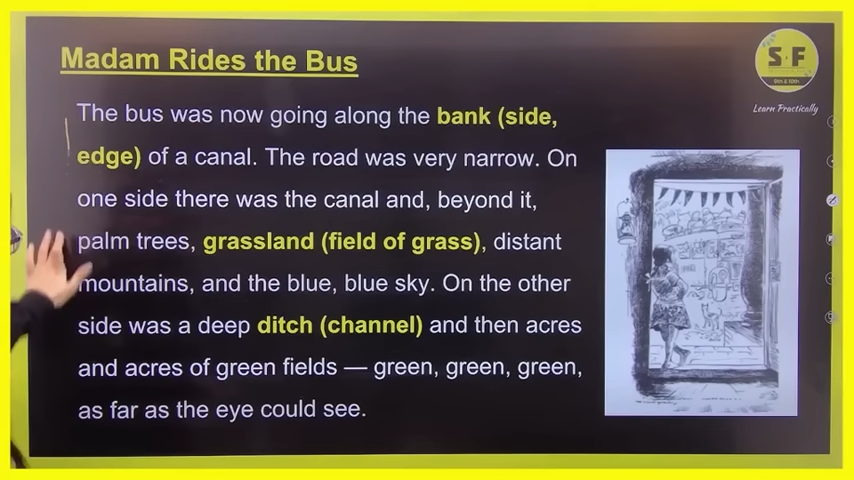 Madam Rides the Bus
The bus was now going along the bank (side,
edge) of a canal. The road was very narrow. On
one side there was the canal and, beyond it,
palm trees, grassland (field of grass), distant
mountains, and the blue, blue sky. On the other
side was a deep ditch (channel) and then acres
and acres of green fields — green, green, green,
as far as the eye could see.
S F
9th & 10th
Learn Practically